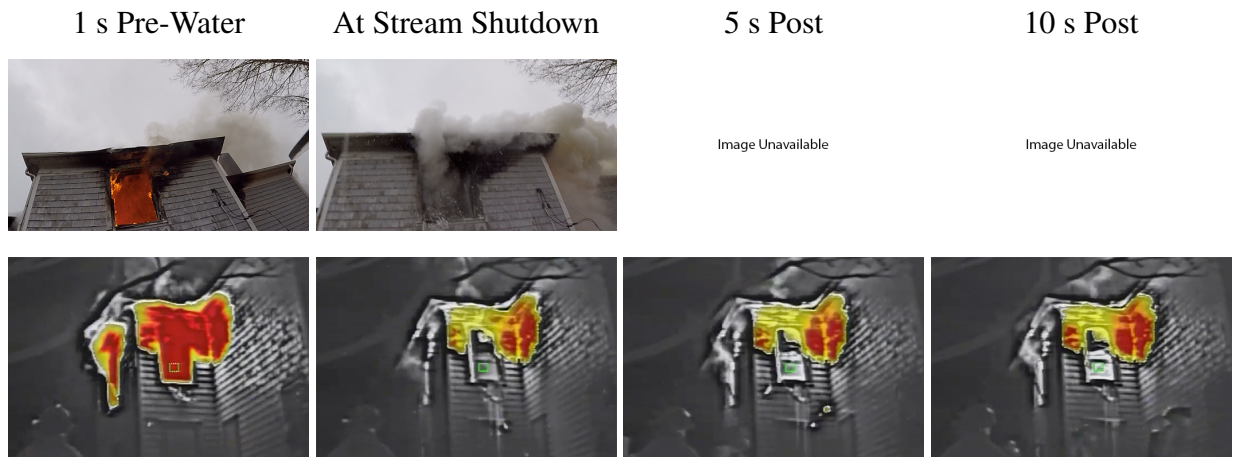 1 s Pre-Water
At Stream Shutdown
5 s Post
10 s Post
Image Unavailable
Image Unavailable